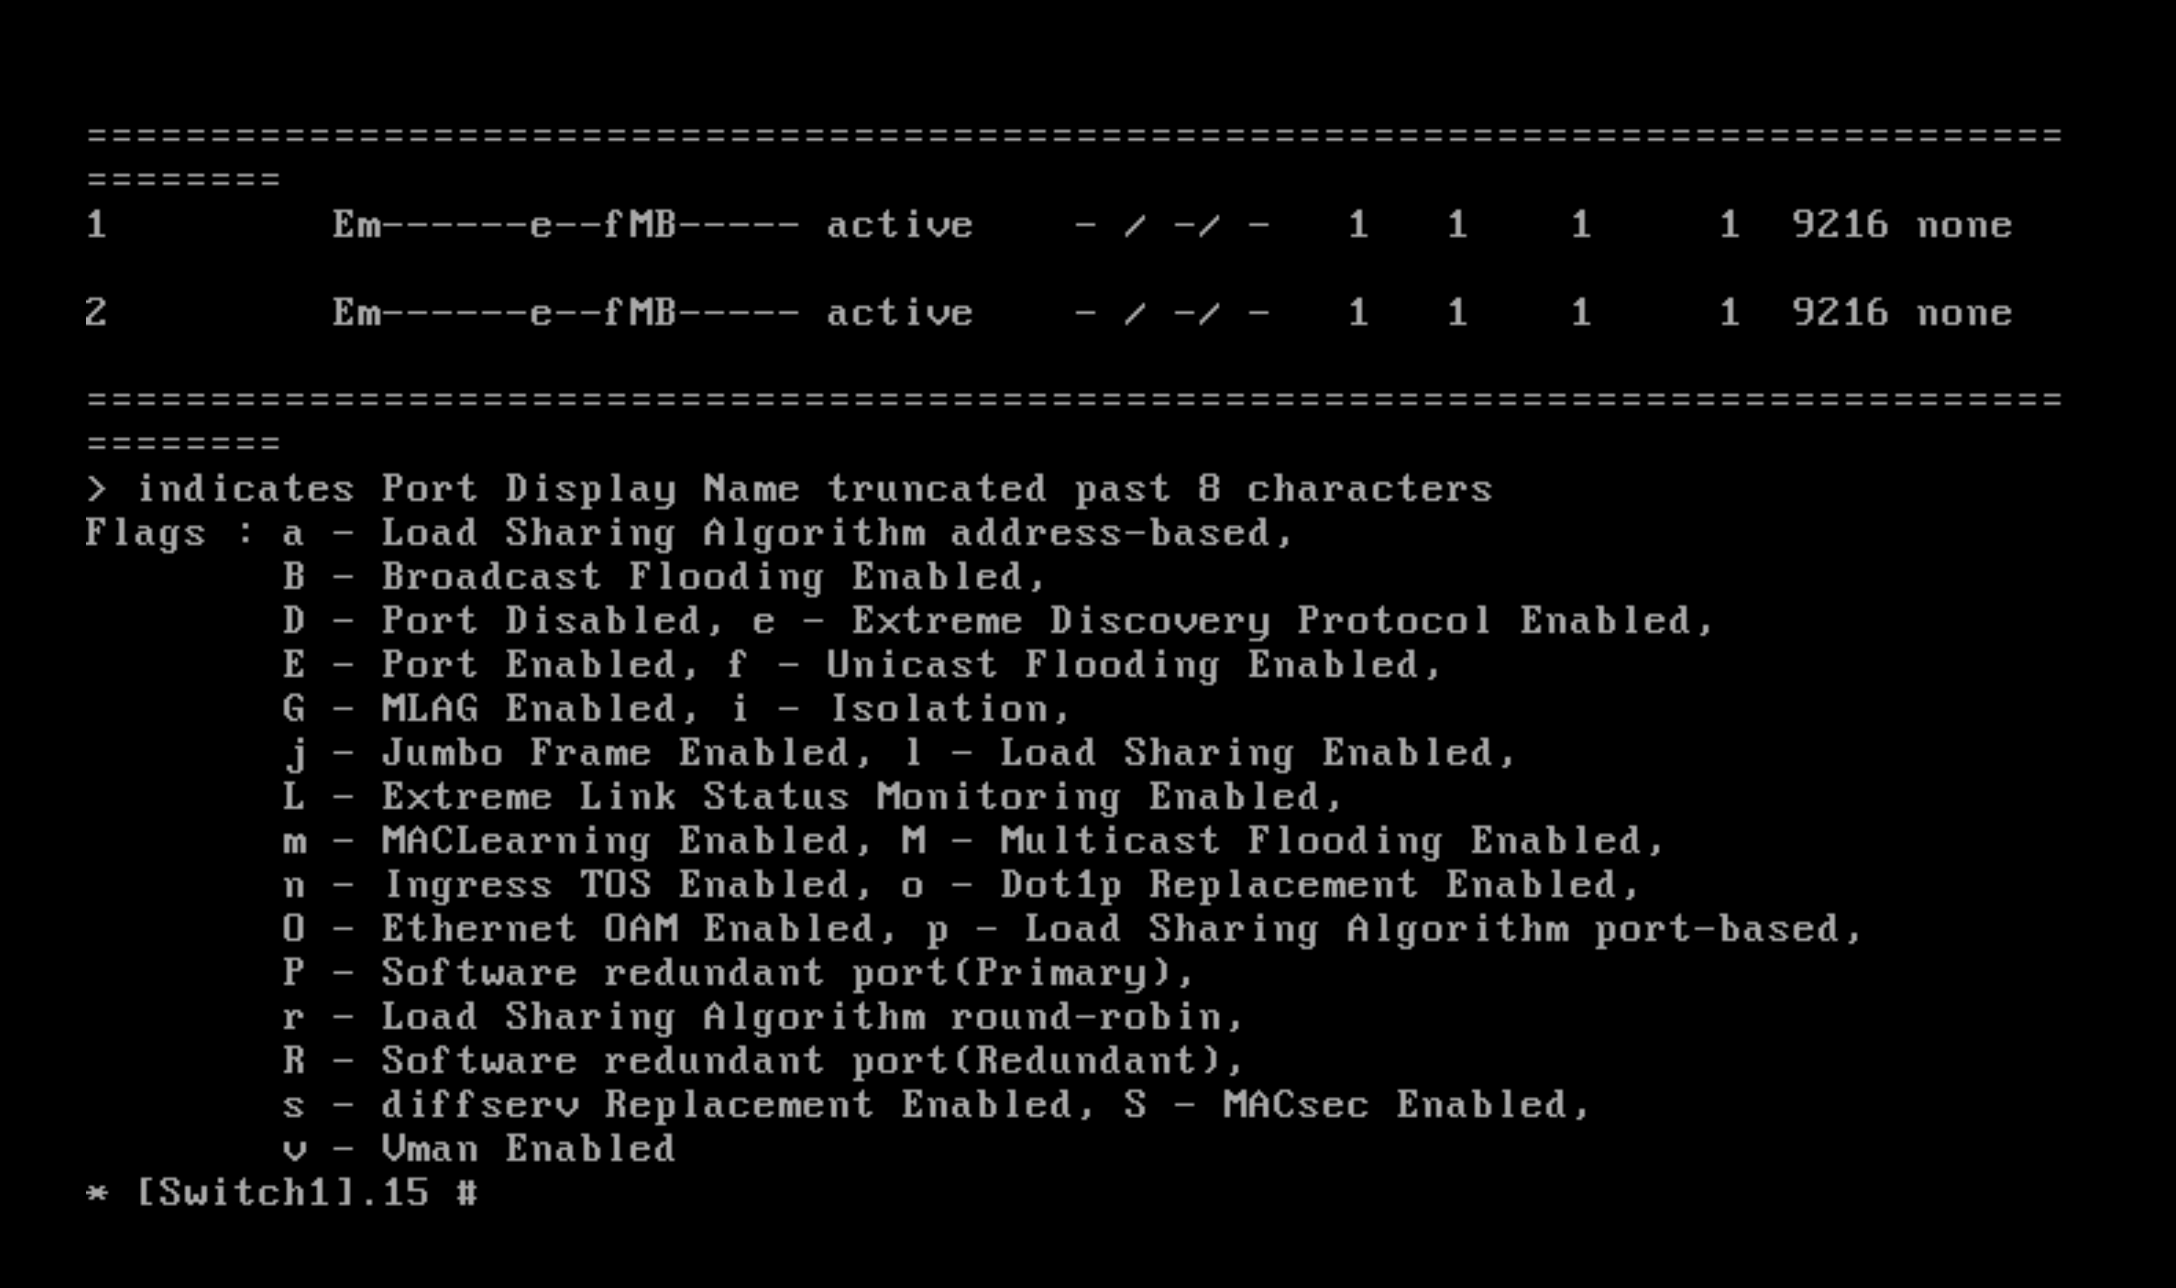 ================================================================================
========
1         Em------e--fMB----- active    - / -/ -   1   1    1     1  9216 none
2         Em------e--fMB----- active    - / -/ -   1   1    1     1  9216 none
================================================================================
========
> indicates Port Display Name truncated past 8 characters
Flags : a - Load Sharing Algorithm address-based,
        B - Broadcast Flooding Enabled,
        D - Port Disabled, e - Extreme Discovery Protocol Enabled,
        E - Port Enabled, f - Unicast Flooding Enabled,
        G - MLAG Enabled, i - Isolation,
        j - Jumbo Frame Enabled, l - Load Sharing Enabled,
        L - Extreme Link Status Monitoring Enabled,
        m - MACLearning Enabled, M - Multicast Flooding Enabled,
        n - Ingress TOS Enabled, o - Dot1p Replacement Enabled,
        O - Ethernet OAM Enabled, p - Load Sharing Algorithm port-based,
        P - Software redundant port(Primary),
        r - Load Sharing Algorithm round-robin,
        R - Software redundant port(Redundant),
        s - diffserv Replacement Enabled, S - MACsec Enabled,
        v - Vman Enabled
* [Switch1].15 #